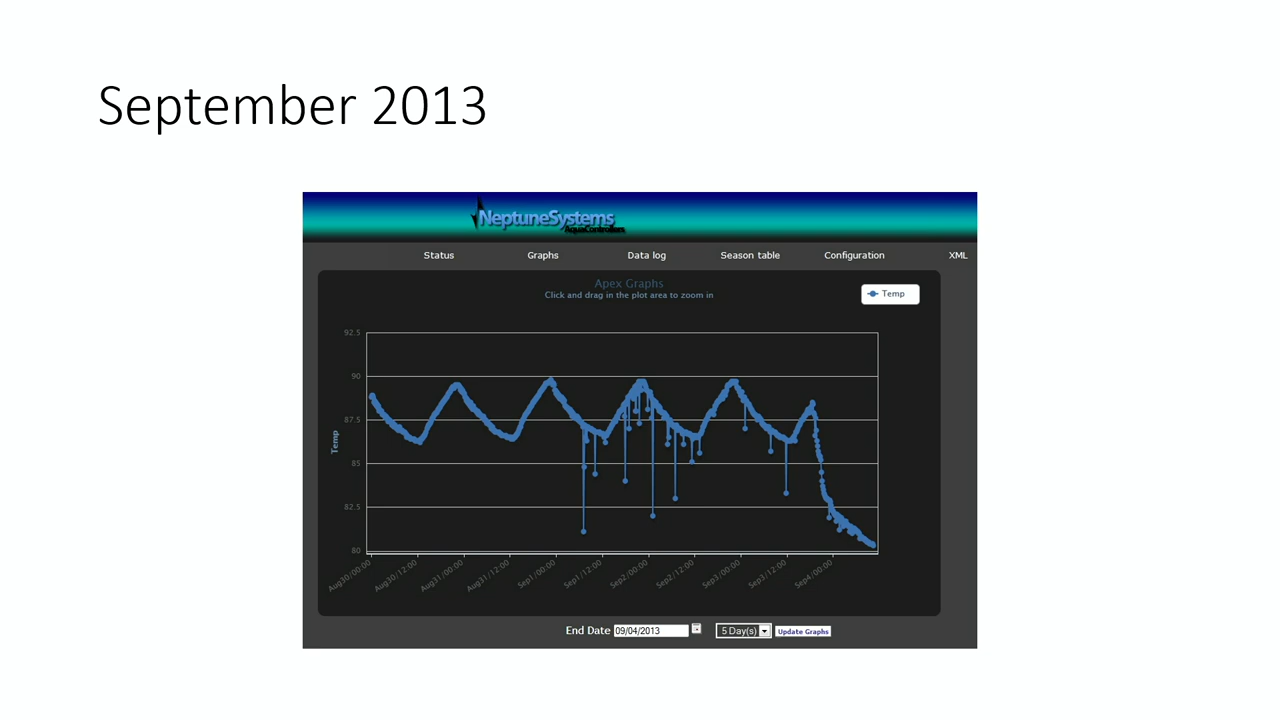 September 2013
NeptuneSystems
AquaControllers
Status Graphs Data log Season table Configuration XML
Apex Graphs
Click and drag in the plot area to zoom in
Temp
92.5
90
87.5
85
82.5
80
Temp
Aug30/00:00 Aug30/12:00 Aug31/00:00 Aug31/12:00 Sep1/00:00 Sep1/12:00 Sep2/00:00 Sep2/12:00 Sep3/00:00 Sep3/12:00 Sep4/00:00
End Date 09/04/2013 5 Day(s) Update Graphs